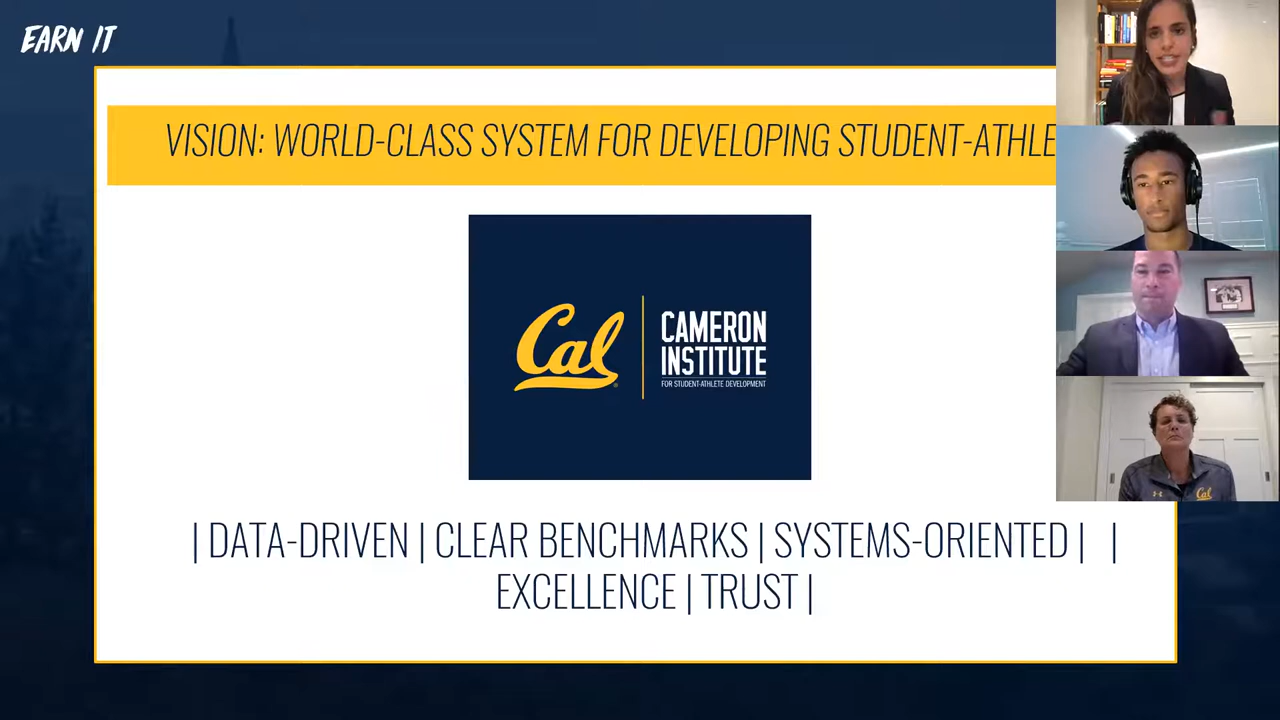 EARN IT
VISION: WORLD-CLASS SYSTEM FOR DEVELOPING STUDENT-ATHLE
Cal
CAMERON
INSTITUTE
FOR STUDENT-ATHLETE DEVELOPMENT
| DATA-DRIVEN | CLEAR BENCHMARKS | SYSTEMS-ORIENTED | |
EXCELLENCE | TRUST |
Cal